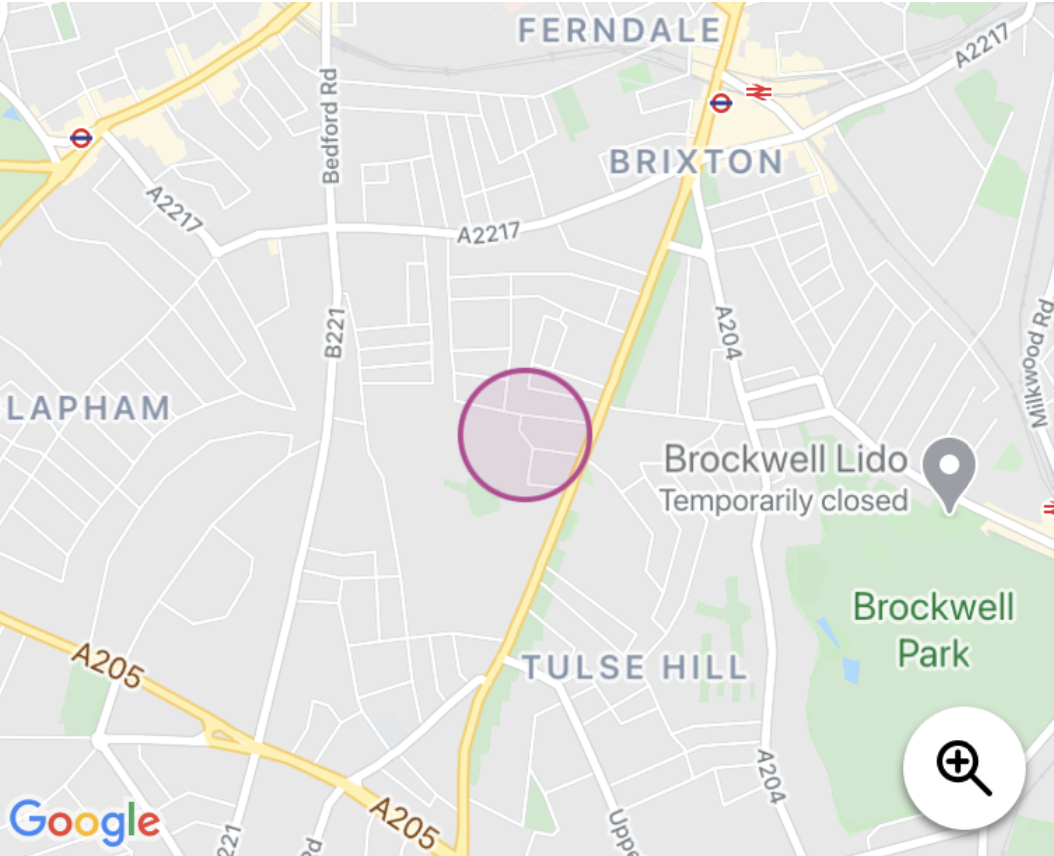 FERNDALE
A2217
Bedford Rd
BRIXTON
A2217
A2217
B221
A204
Milkwood Rd
LAPHAM
Brockwell Lido
Temporarily closed
Brockwell
Park
A205
TULSE HILL
A204
Google
A205
221
Rd
Uppe